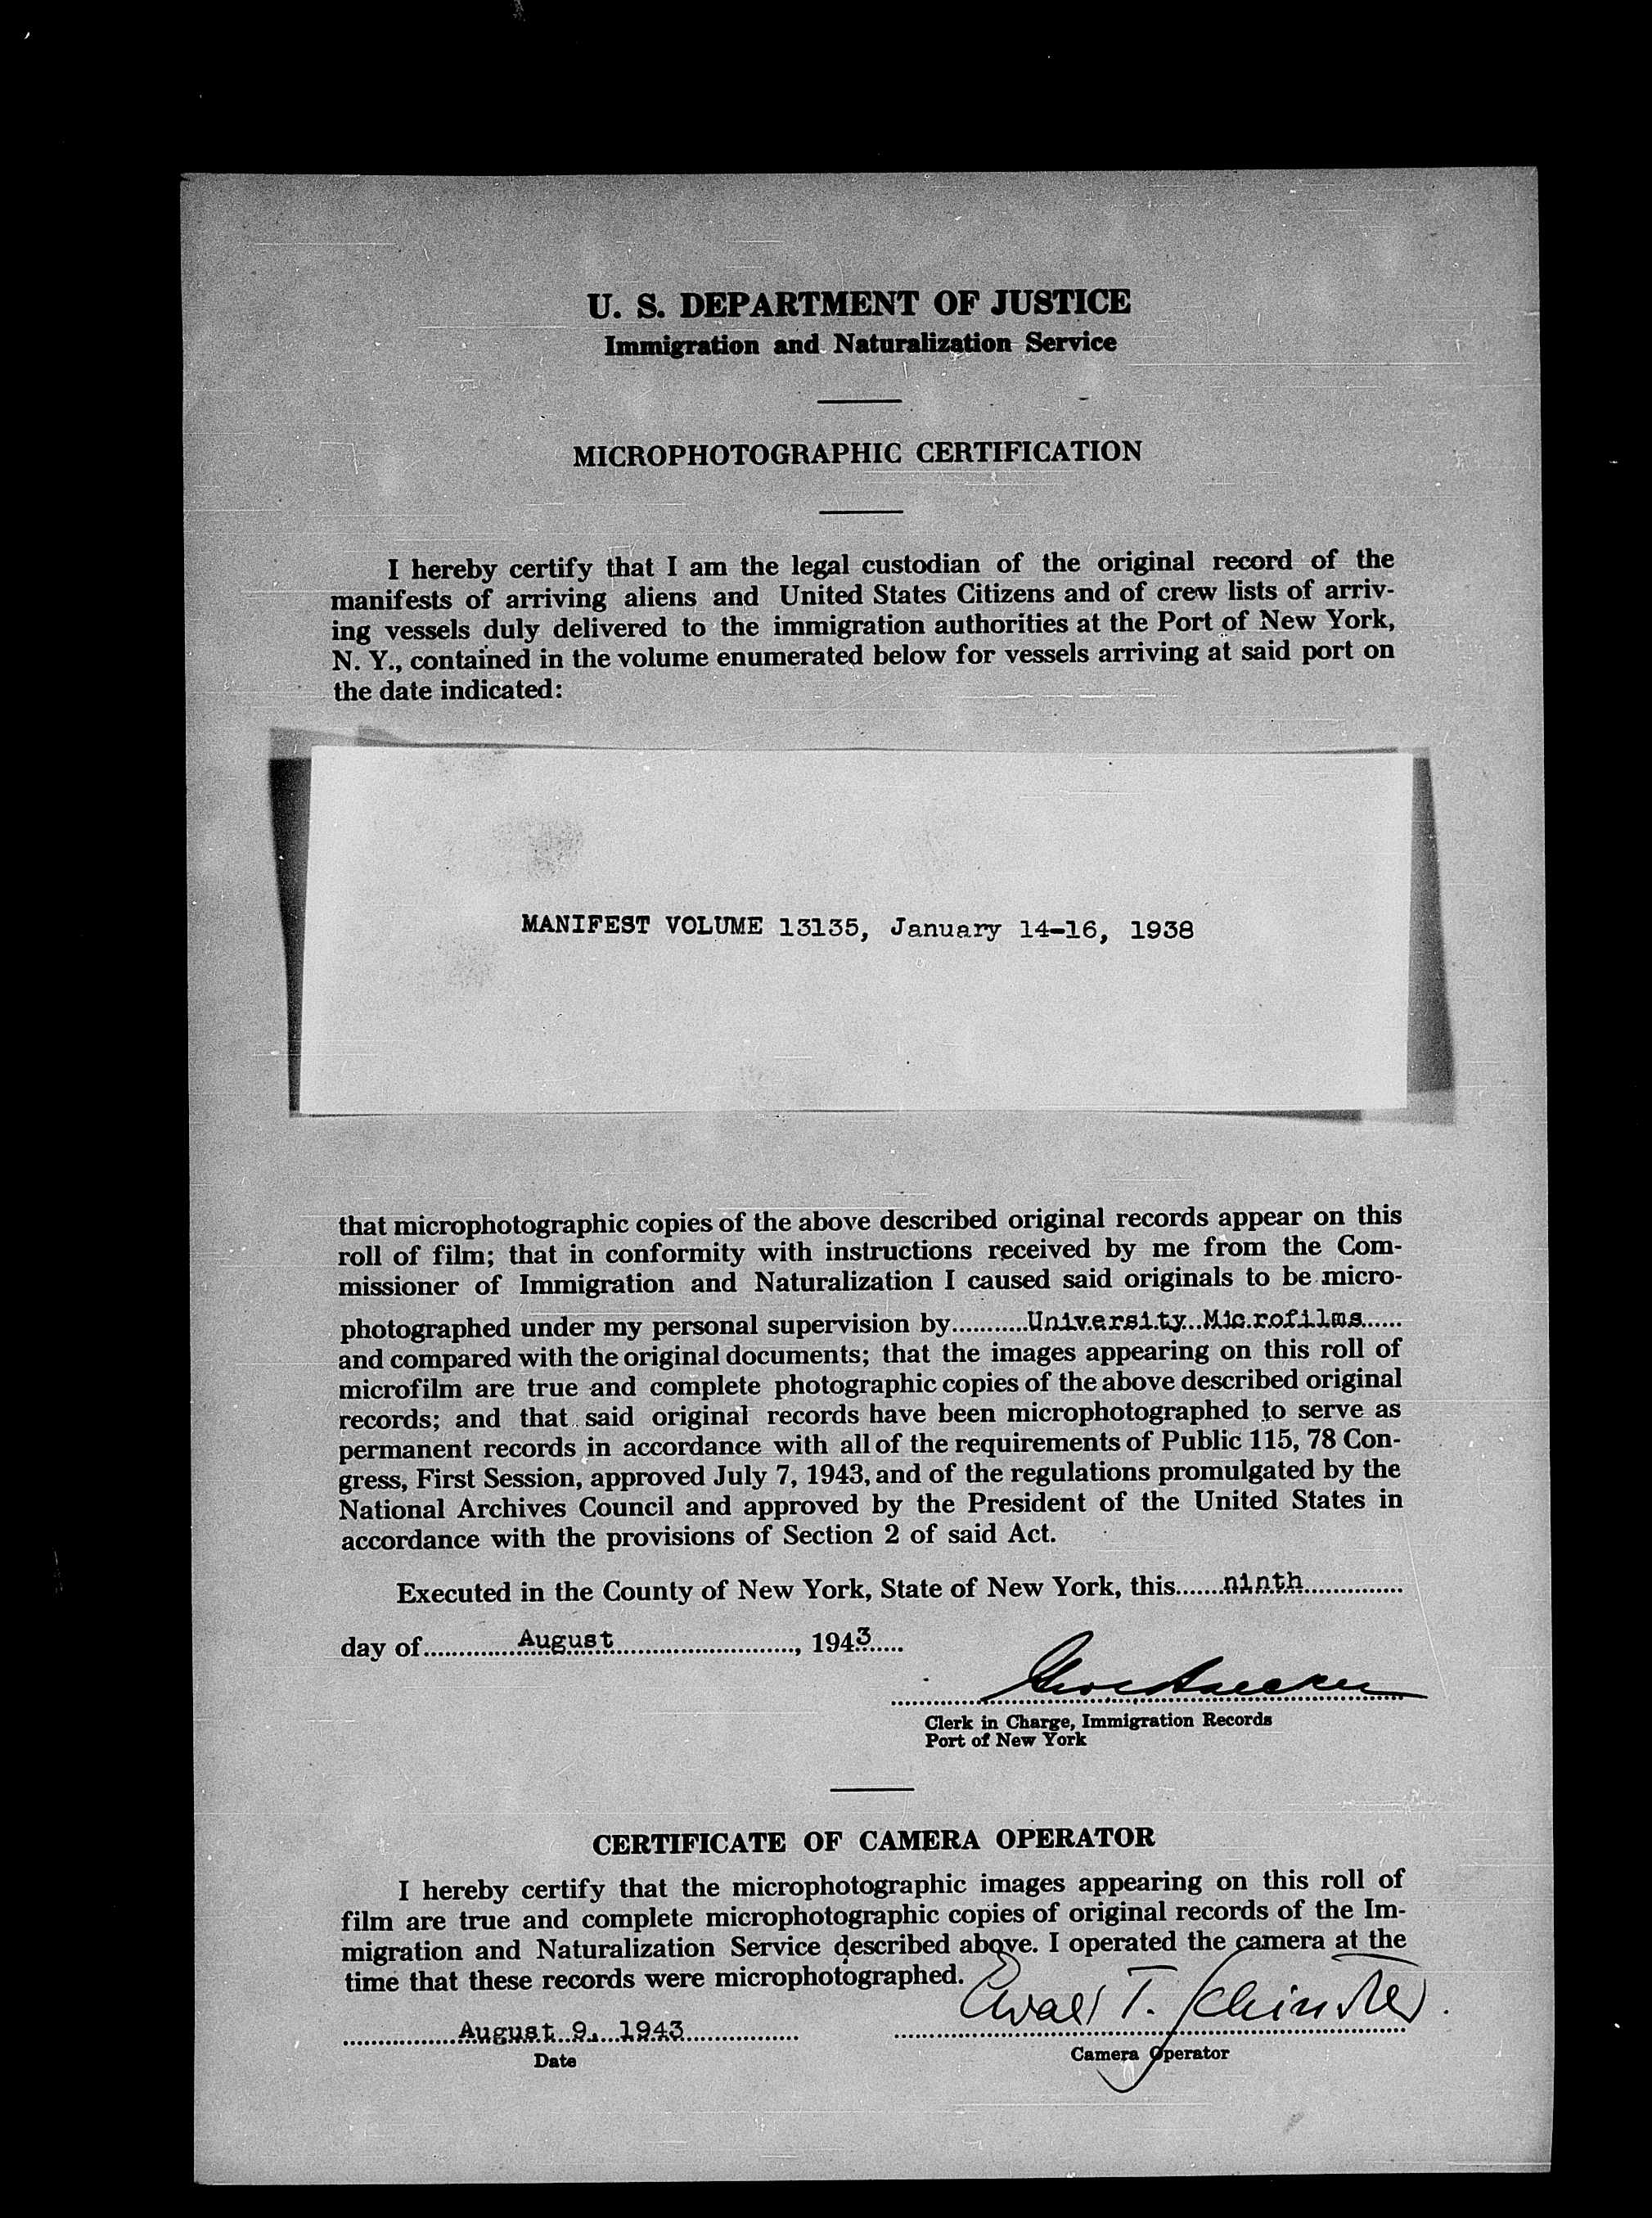 U. S. DEPARTMENT OF JUSTICE
Immigration and Naturalization Service
MICROPHOTOGRAPHIC CERTIFICATION
I hereby certify that I am the legal custodian of the original record of the
manifests of arriving aliens and United States Citizens and of crew lists of arriv-
ing vessels duly delivered to the immigration authorities at the Port of New York,
N. Y., contained in the volume enumerated below for vessels arriving at said port on
the date indicated:
MANIFEST VOLUME 13135, January 14-16, 1938
that microphotographic copies of the above described original records appear on this
roll of film; that in conformity with instructions received by me from the Com-
missioner of Immigration and Naturalization I caused said originals to be micro-
photographed under my personal supervision by...........University Microfilms......
and compared with the original documents; that the images appearing on this roll of
microfilm are true and complete photographic copies of the above described original
records; and that said original records have been microphotographed to serve as
permanent records in accordance with all of the requirements of Public 115, 78 Con-
gress, First Session, approved July 7, 1943, and of the regulations promulgated by the
National Archives Council and approved by the President of the United States in
accordance with the provisions of Section 2 of said Act.
Executed in the County of New York, State of New York, this.......ninth..............
day of.............August..........................., 1943.....
Clerk in Charge, Immigration Records
Port of New York
CERTIFICATE OF CAMERA OPERATOR
I hereby certify that the microphotographic images appearing on this roll of
film are true and complete microphotographic copies of original records of the Im-
migration and Naturalization Service described above. I operated the camera at the
time that these records were microphotographed.
T.
August 9, 1943
Date
Camera Operator